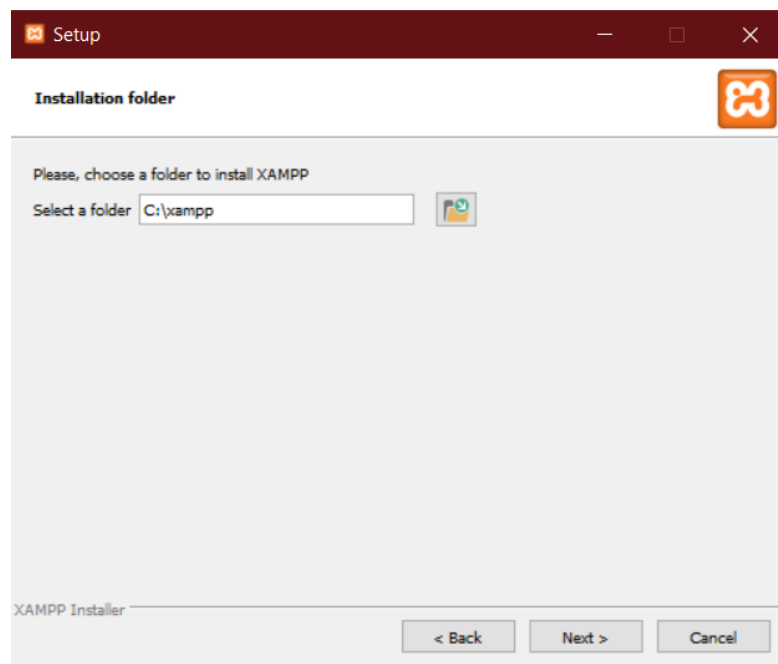 Setup
Installation folder
Please, choose a folder to install XAMPP
Select a folder C:\xampp
XAMPP Installer
< Back Next > Cancel